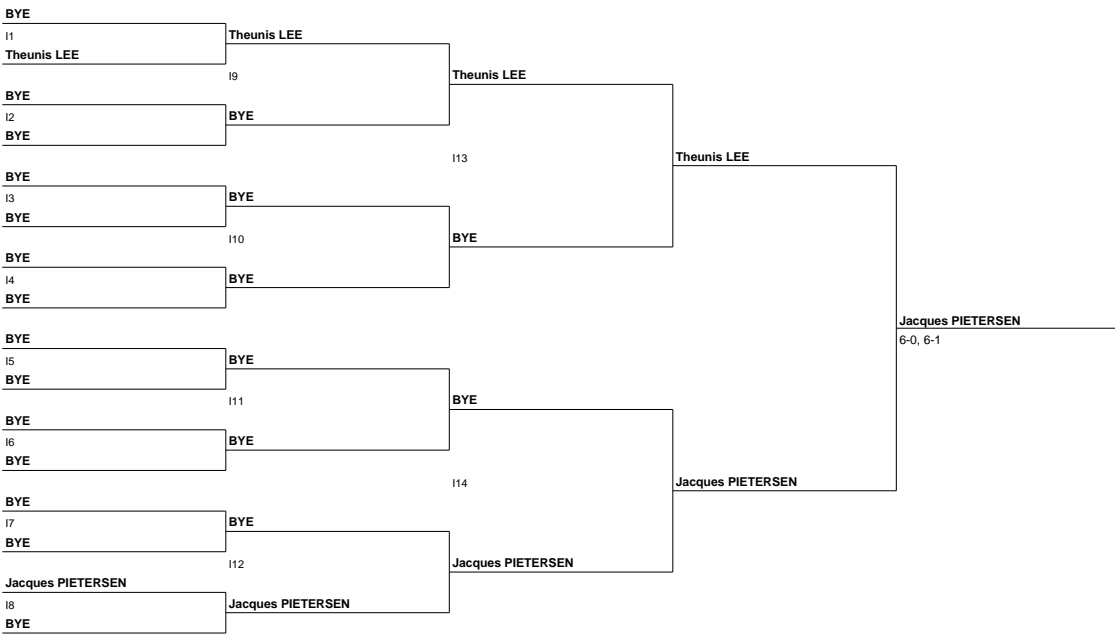 BYE
I1
Theunis LEE
BYE
I2
BYE
BYE
I3
BYE
BYE
I4
BYE
BYE
I5
BYE
BYE
I6
BYE
BYE
I7
BYE
Jacques PIETERSEN
I8
BYE
Theunis LEE
I9
BYE
BYE
I10
BYE
BYE
I11
BYE
BYE
I12
Jacques PIETERSEN
Theunis LEE
I13
BYE
BYE
I14
Jacques PIETERSEN
Theunis LEE
Jacques PIETERSEN
Jacques PIETERSEN
6-0, 6-1